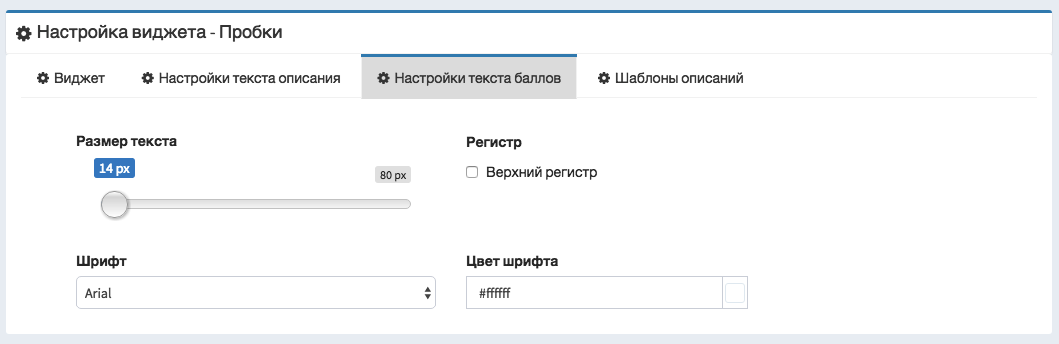 Настройка виджета - Пробки
Виджет Настройки текста описания Настройки текста баллов Шаблоны описаний
Размер текста
14 px
80 px
Регистр
Верхний регистр
Шрифт
Arial
Цвет шрифта
#ffffff